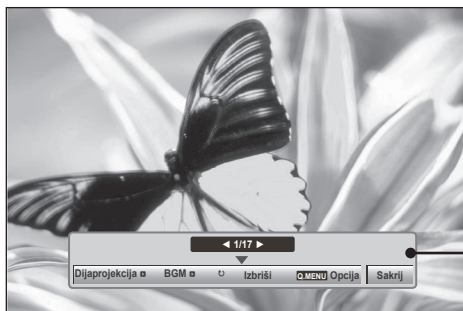 ◀ 1/17 ▶
Dijaprojekcija BGM ↻ Izbriši Q.MENU Opcija Sakrij